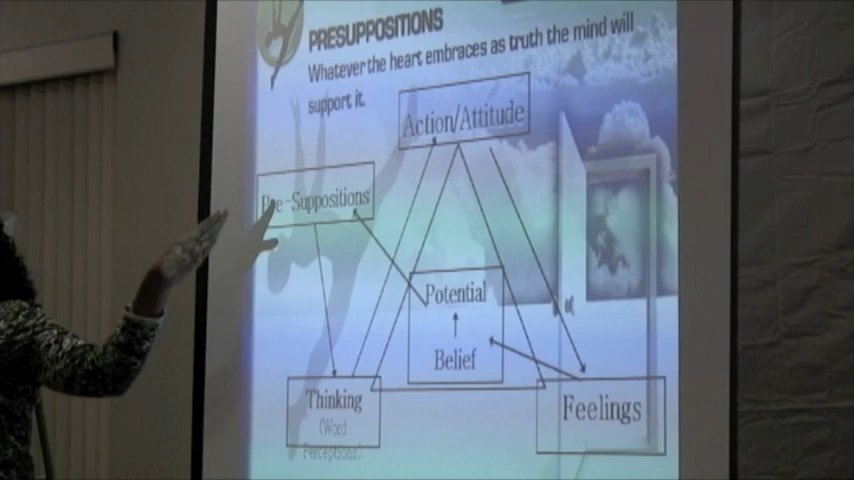 PRESUPPOSITIONS
Whatever the heart embraces as truth the mind will
support it.
Action/Attitude
Pre-Suppositions
Potential
Belief
Thinking
(Word
Perceptions)
Feelings